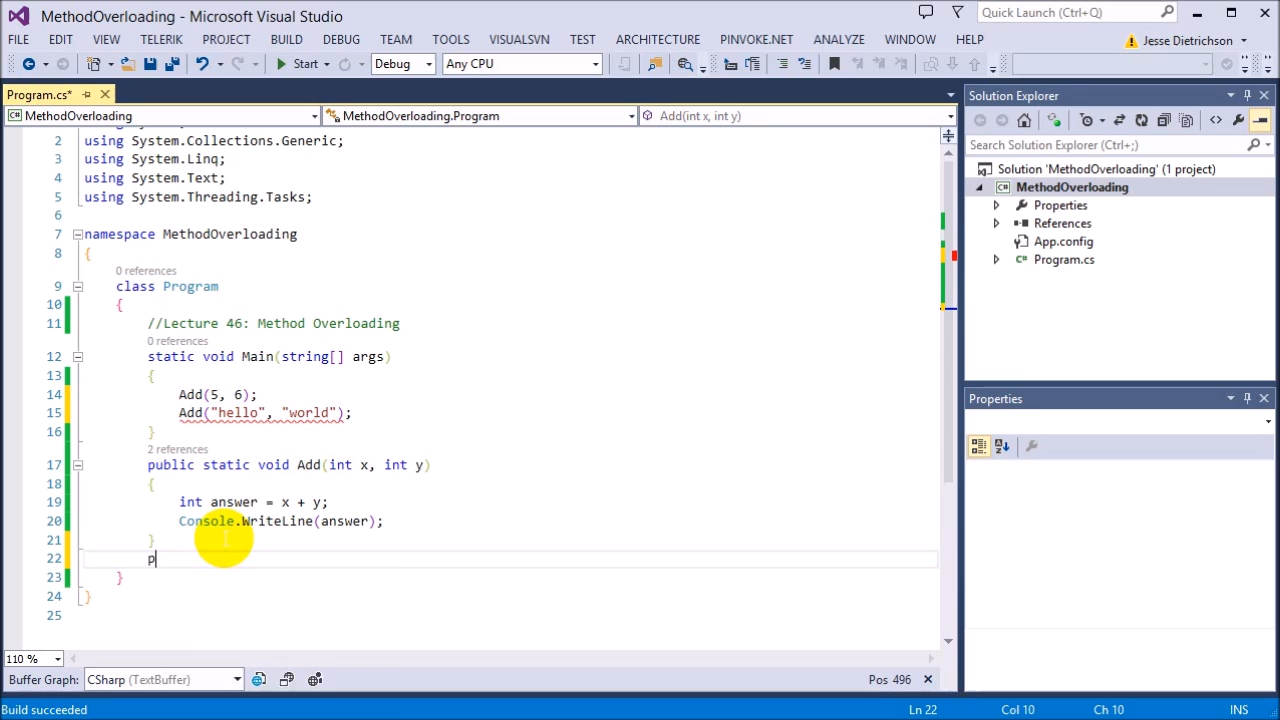 MethodOverloading - Microsoft Visual Studio
Quick Launch (Ctrl+Q)
FILE EDIT VIEW TELERIK PROJECT BUILD DEBUG TEAM TOOLS VISUALSVN TEST ARCHITECTURE PINVOKE.NET ANALYZE WINDOW HELP Jesse Dietrichson
Start Debug Any CPU
Program.cs*
MethodOverloading MethodOverloading.Program Add(int x, int y)
2 using System.Collections.Generic;
3 using System.Linq;
4 using System.Text;
5 using System.Threading.Tasks;
6
7 namespace MethodOverloading
8 {
0 references
9 class Program
10 {
11 //Lecture 46: Method Overloading
0 references
12 static void Main(string[] args)
13 {
14 Add(5, 6);
15 Add("hello", "world");
16 }
2 references
17 public static void Add(int x, int y)
18 {
19 int answer = x + y;
20 Console.WriteLine(answer);
21 }
22 p
23 }
24 }
25
110 %
Buffer Graph: CSharp (TextBuffer) Pos 496
Solution Explorer
Search Solution Explorer (Ctrl+;)
Solution 'MethodOverloading' (1 project)
MethodOverloading
Properties
References
App.config
Program.cs
Properties
Build succeeded Ln 22 Col 10 Ch 10 INS